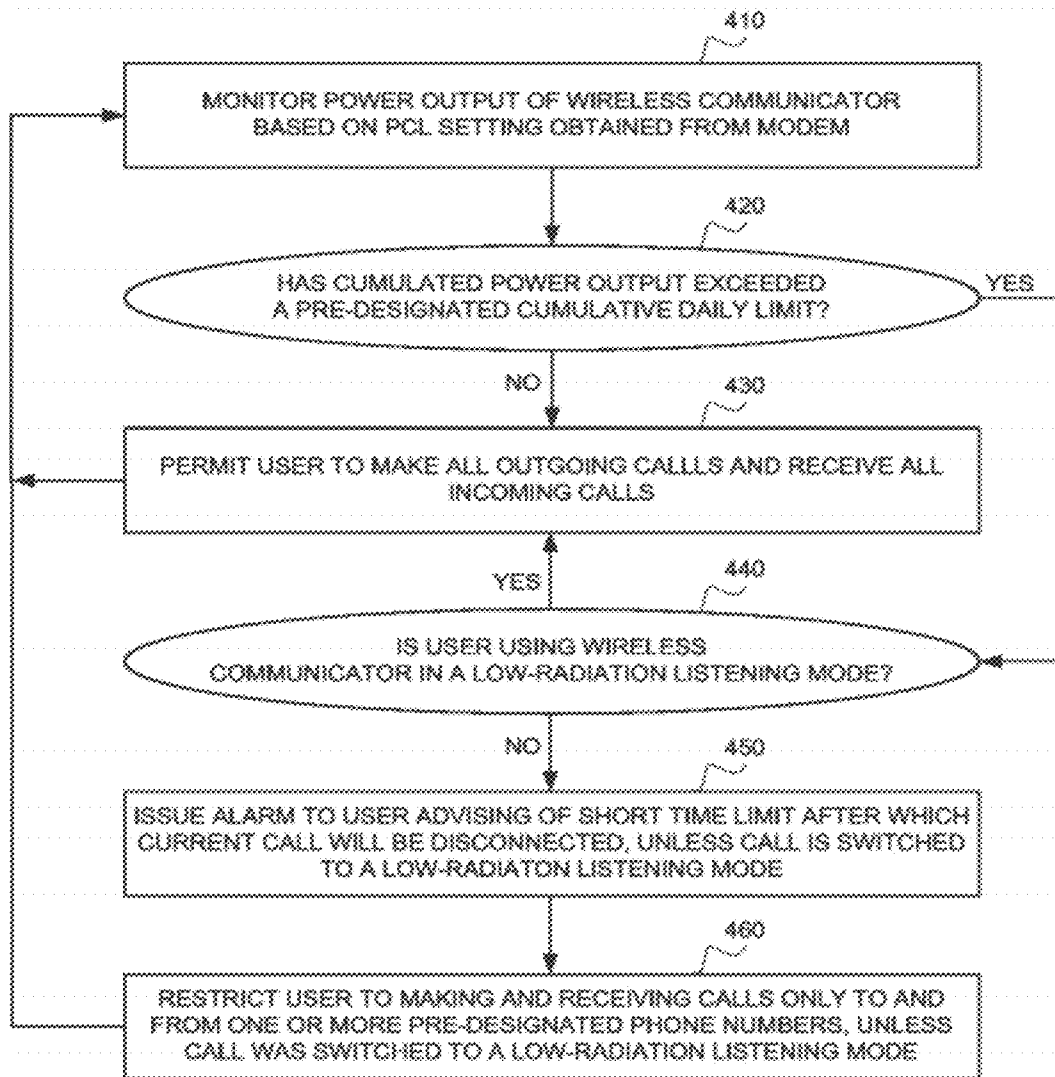 410
MONITOR POWER OUTPUT OF WIRELESS COMMUNICATOR
BASED ON PCL SETTING OBTAINED FROM MODEM
420
HAS CUMULATED POWER OUTPUT EXCEEDED
A PRE-DESIGNATED CUMULATIVE DAILY LIMIT?
YES
NO
430
PERMIT USER TO MAKE ALL OUTGOING CALLLS AND RECEIVE ALL
INCOMING CALLS
YES
440
IS USER USING WIRELESS
COMMUNICATOR IN A LOW-RADIATION LISTENING MODE?
NO
450
ISSUE ALARM TO USER ADVISING OF SHORT TIME LIMIT AFTER WHICH
CURRENT CALL WILL BE DISCONNECTED, UNLESS CALL IS SWITCHED
TO A LOW-RADIATON LISTENING MODE
460
RESTRICT USER TO MAKING AND RECEIVING CALLS ONLY TO AND
FROM ONE OR MORE PRE-DESIGNATED PHONE NUMBERS, UNLESS
CALL WAS SWITCHED TO A LOW-RADIATION LISTENING MODE